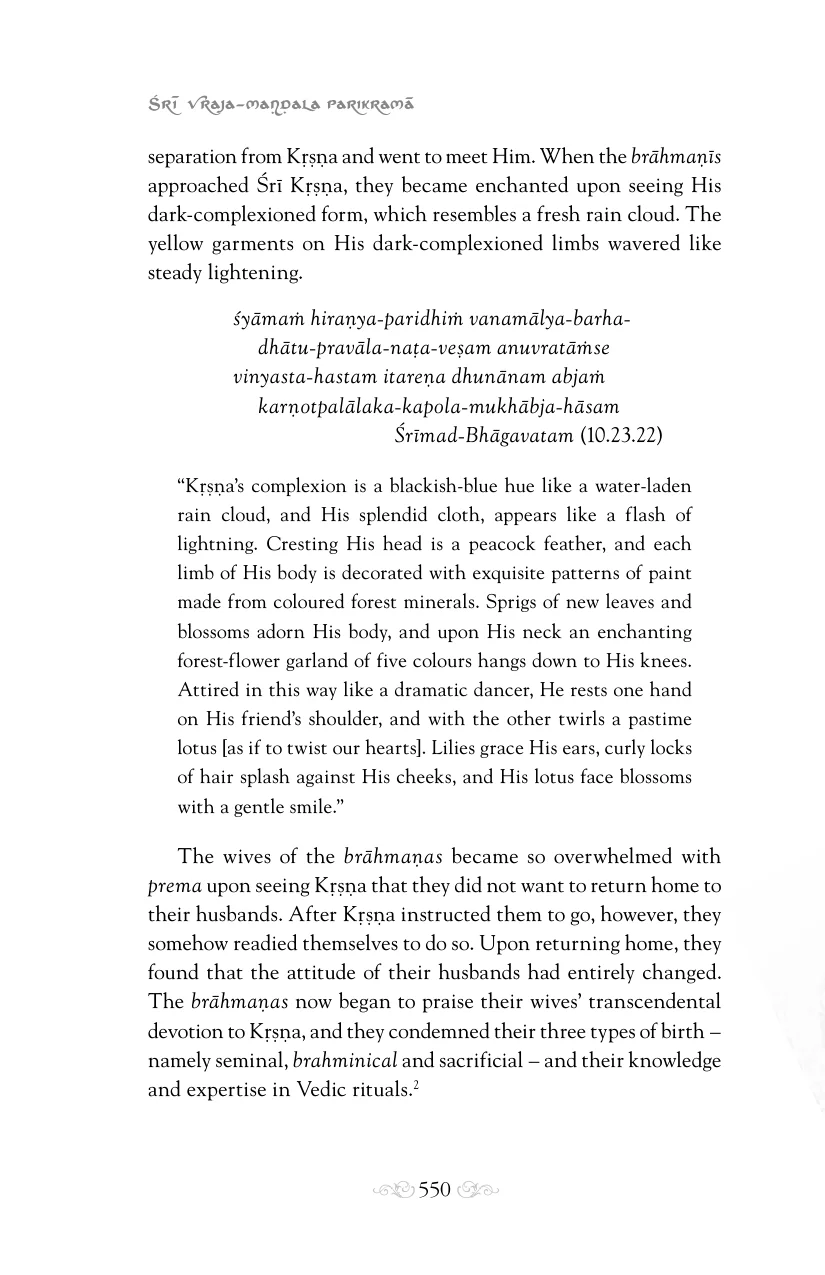 Śrī Vraja-maṇḍala Parikramā
separation from Kṛṣṇa and went to meet Him. When the brāhmaṇīs
approached Śrī Kṛṣṇa, they became enchanted upon seeing His
dark-complexioned form, which resembles a fresh rain cloud. The
yellow garments on His dark-complexioned limbs wavered like
steady lightening.
śyāmaṁ hiraṇya-paridhiṁ vanamālya-barha-
dhātu-pravāla-naṭa-veṣam anuvratāṁse
vinyasta-hastam itareṇa dhunānam abjaṁ
karṇotpalālaka-kapola-mukhābja-hāsam
Śrīmad-Bhāgavatam (10.23.22)
“Kṛṣṇa’s complexion is a blackish-blue hue like a water-laden
rain cloud, and His splendid cloth, appears like a flash of
lightning. Cresting His head is a peacock feather, and each
limb of His body is decorated with exquisite patterns of paint
made from coloured forest minerals. Sprigs of new leaves and
blossoms adorn His body, and upon His neck an enchanting
forest-flower garland of five colours hangs down to His knees.
Attired in this way like a dramatic dancer, He rests one hand
on His friend’s shoulder, and with the other twirls a pastime
lotus [as if to twist our hearts]. Lilies grace His ears, curly locks
of hair splash against His cheeks, and His lotus face blossoms
with a gentle smile.”
The wives of the brāhmaṇas became so overwhelmed with
prema upon seeing Kṛṣṇa that they did not want to return home to
their husbands. After Kṛṣṇa instructed them to go, however, they
somehow readied themselves to do so. Upon returning home, they
found that the attitude of their husbands had entirely changed.
The brāhmaṇas now began to praise their wives’ transcendental
devotion to Kṛṣṇa, and they condemned their three types of birth –
namely seminal, brahminical and sacrificial – and their knowledge
and expertise in Vedic rituals.²
550